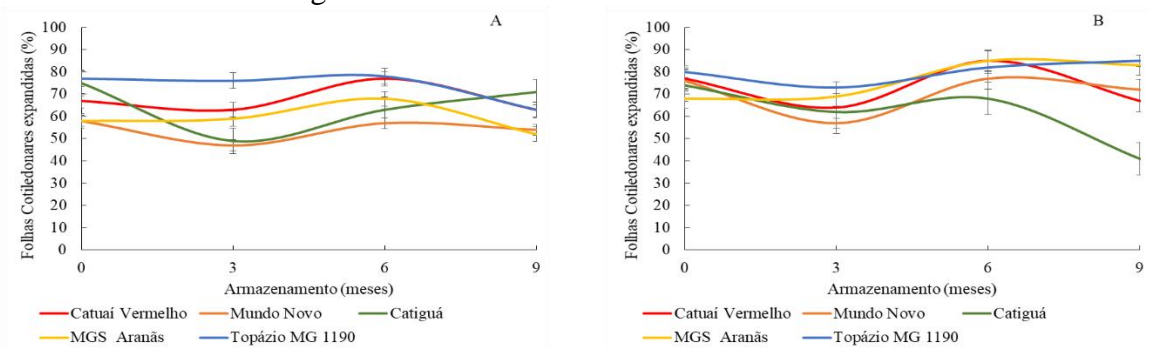 A
Folhas Cotiledonares expandidas (%)
100
90
80
70
60
50
40
30
20
10
0
0 3 6 9
Armazenamento (meses)
Catuaí Vermelho Mundo Novo Catiguá
MGS Aranãs Topázio MG 1190
B
Folhas Cotiledonares expandidas (%)
100
90
80
70
60
50
40
30
20
10
0
0 3 6 9
Armazenamento (meses)
Catuaí Vermelho Mundo Novo Catiguá
MGS Aranãs Topázio MG 1190